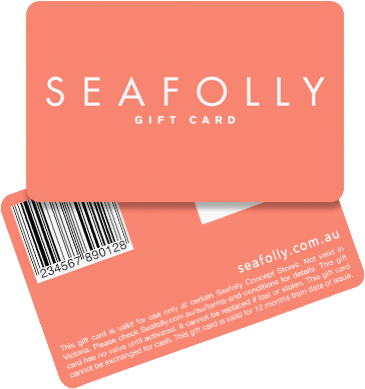 SEAFOLLY
GIFT CARD
234567 890128
seafolly.com.au
This gift card is valid for use only at certain Seafolly Concept Stores. Not valid in
Victoria. Please check Seafolly.com.au/au/terms-and-conditions for details. This gift
card has no value until activated. It cannot be replaced if lost or stolen. This gift card
cannot be exchanged for cash. This gift card is valid for 12 months from date of issue.